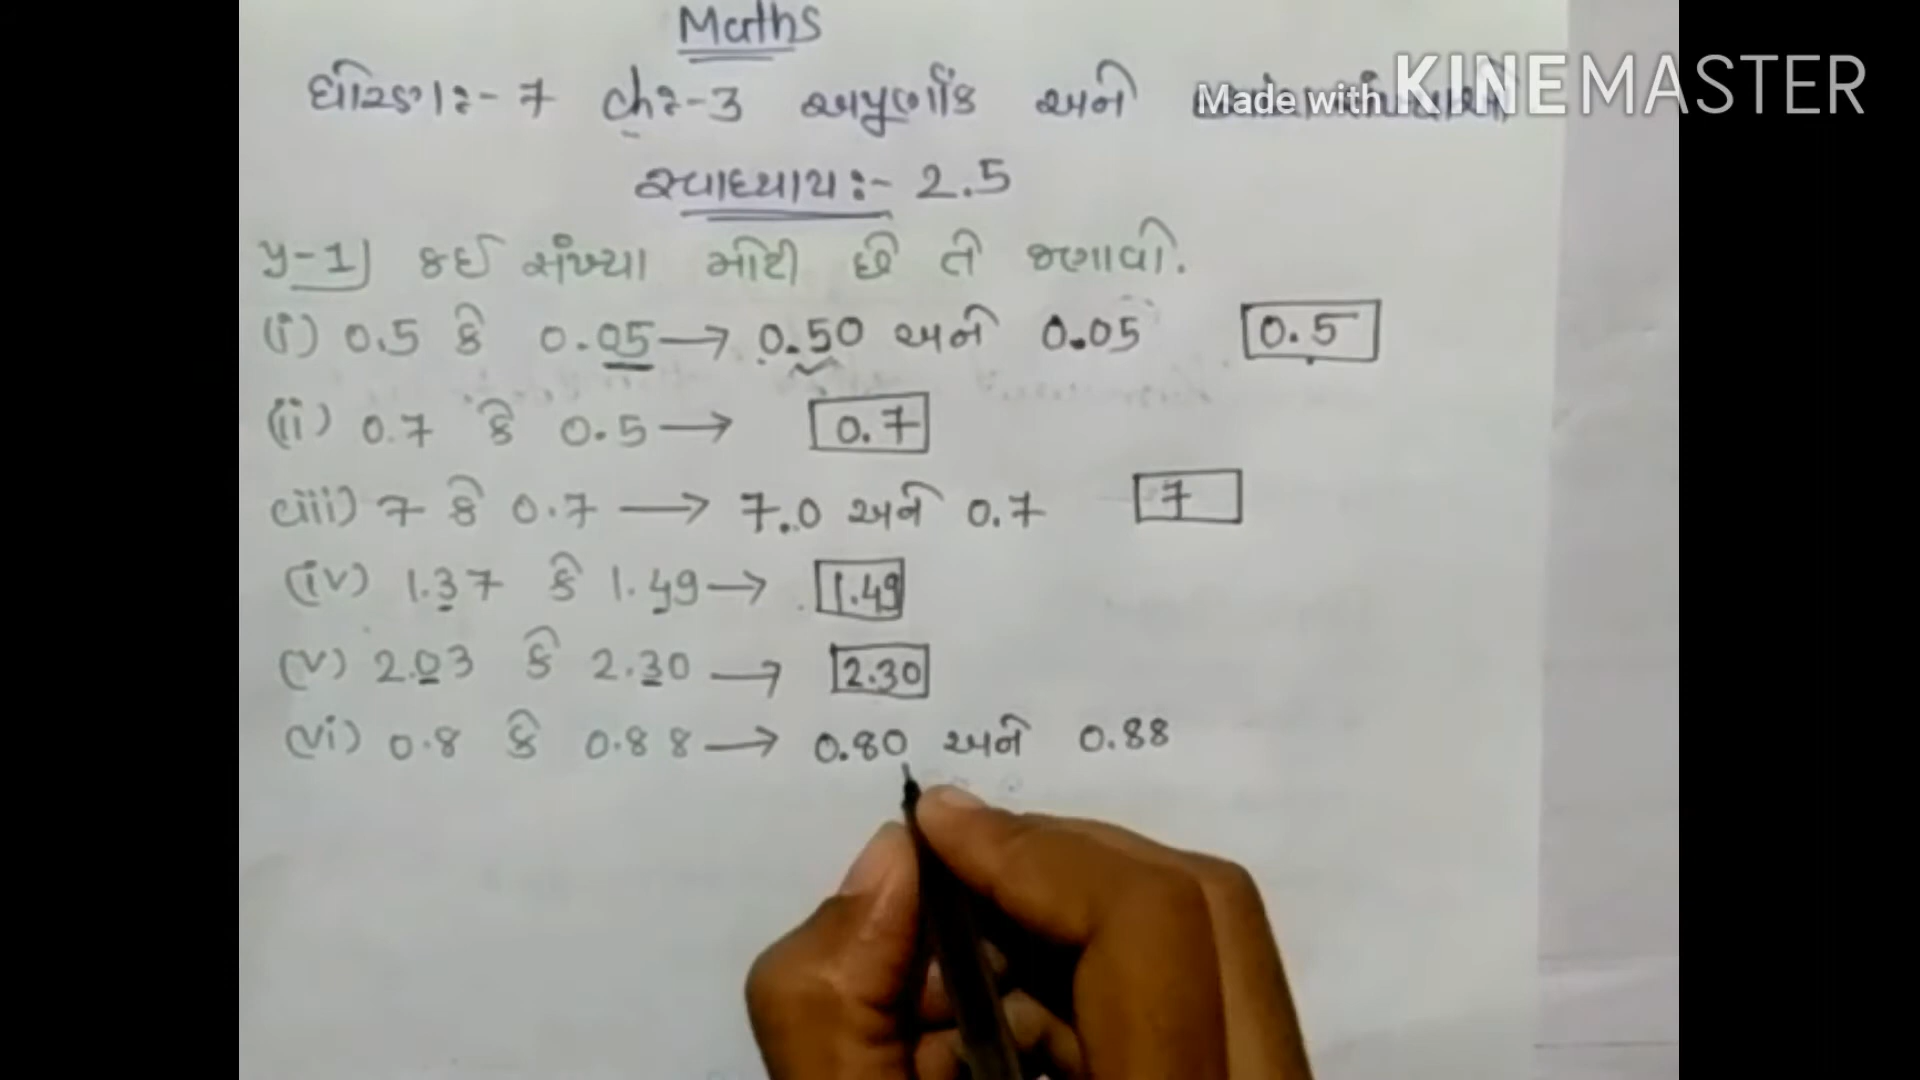 Maths
ધોરણ:- 7 ch:-3 અપૂર્ણાંક અને
Made with KINEMASTER
સ્વાધ્યાય:- 2.5
પ્ર-1) કઈ સંખ્યા મોટી છે તે જણાવો.
(i) 0.5 કે 0.05 → 0.50 અને 0.05 0.5
(ii) 0.7 કે 0.5 → 0.7
(iii) 7 કે 0.7 → 7.0 અને 0.7 7
(iv) 1.37 કે 1.49 → 1.49
(v) 2.03 કે 2.30 → 2.30
(vi) 0.8 કે 0.88 → 0.80 અને 0.88